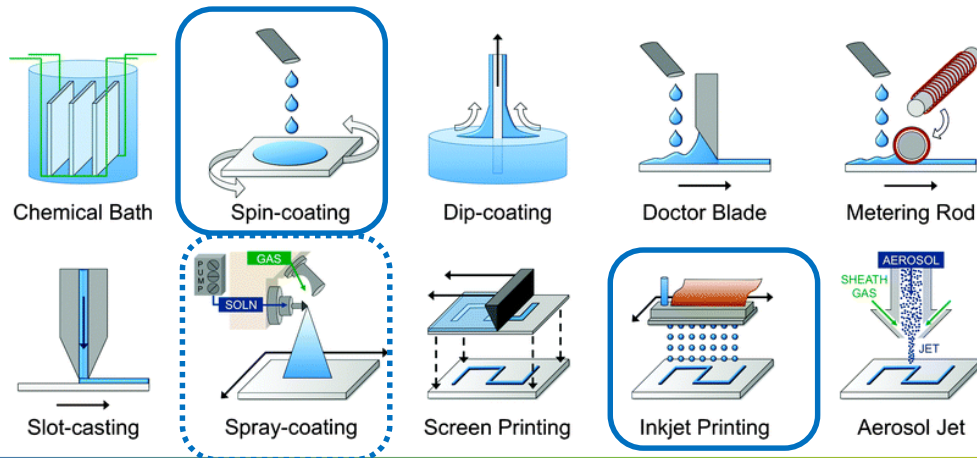 Chemical Bath
Spin-coating
Dip-coating
Doctor Blade
Metering Rod
PUMP
GAS
SOLN
AEROSOL
SHEATH
GAS
JET
Slot-casting
Spray-coating
Screen Printing
Inkjet Printing
Aerosol Jet